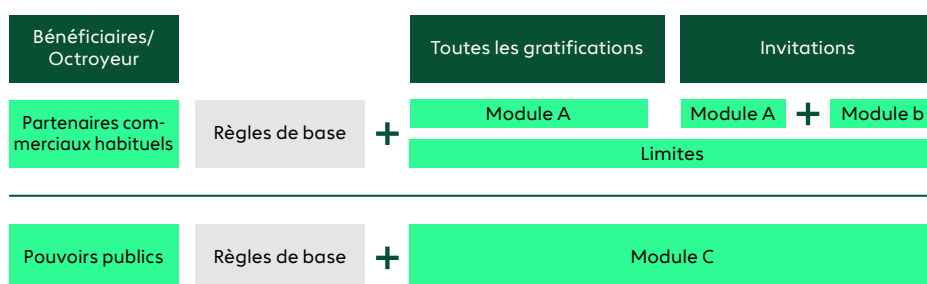 Bénéficiaires/
Octroyeur
Toutes les gratifications
Invitations
Partenaires com-
merciaux habituels
Règles de base
+
Module A
Module A
+
Module b
Limites
Pouvoirs publics
Règles de base
+
Module C